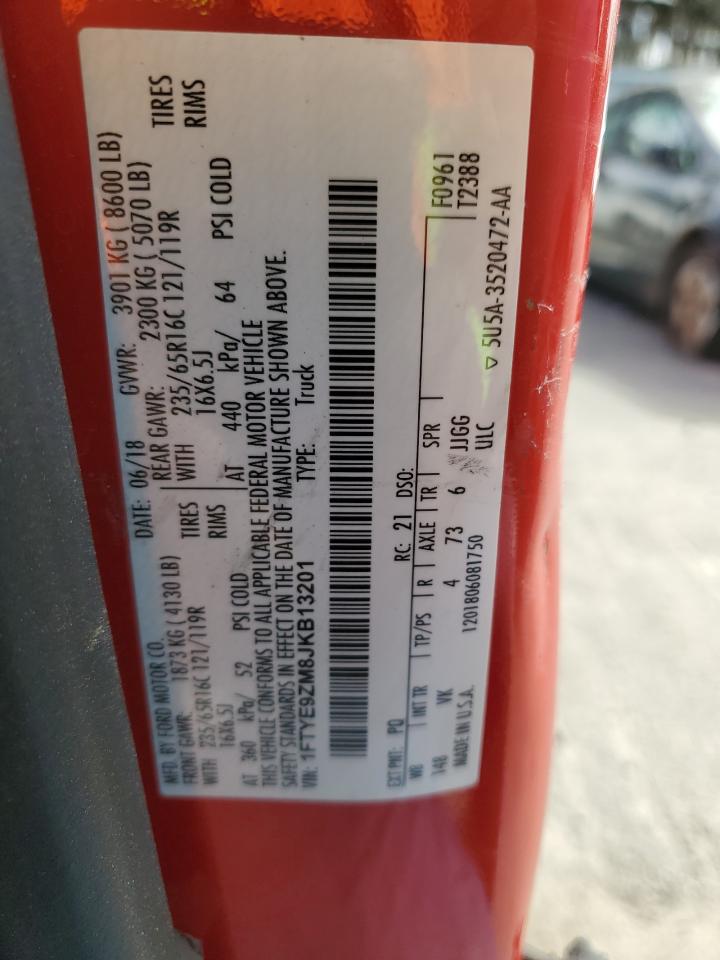 MFD. BY FORD MOTOR CO. DATE: 06/18 GVWR: 3901 KG ( 8600 LB)
FRONT GAWR: 1873 KG ( 4130 LB) REAR GAWR: 2300 KG ( 5070 LB)
WITH 235/65R16C 121/119R TIRES WITH 235/65R16C 121/119R TIRES
16X6.5J RIMS 16X6.5J RIMS
AT 360 kPa/ 52 PSI COLD AT 440 kPa/ 64 PSI COLD
THIS VEHICLE CONFORMS TO ALL APPLICABLE FEDERAL MOTOR VEHICLE
SAFETY STANDARDS IN EFFECT ON THE DATE OF MANUFACTURE SHOWN ABOVE.
VIN: 1FTYE9ZM8JKB13201 TYPE: Truck
EXT PNT: PQ RC: 21 DSO: F0961
WB INT TR TP/PS R AXLE TR SPR T2388
148 VK 4 73 6 JJGG
MADE IN U.S.A. 1201806081750 ULC
▽ 5U5A-3520472-AA